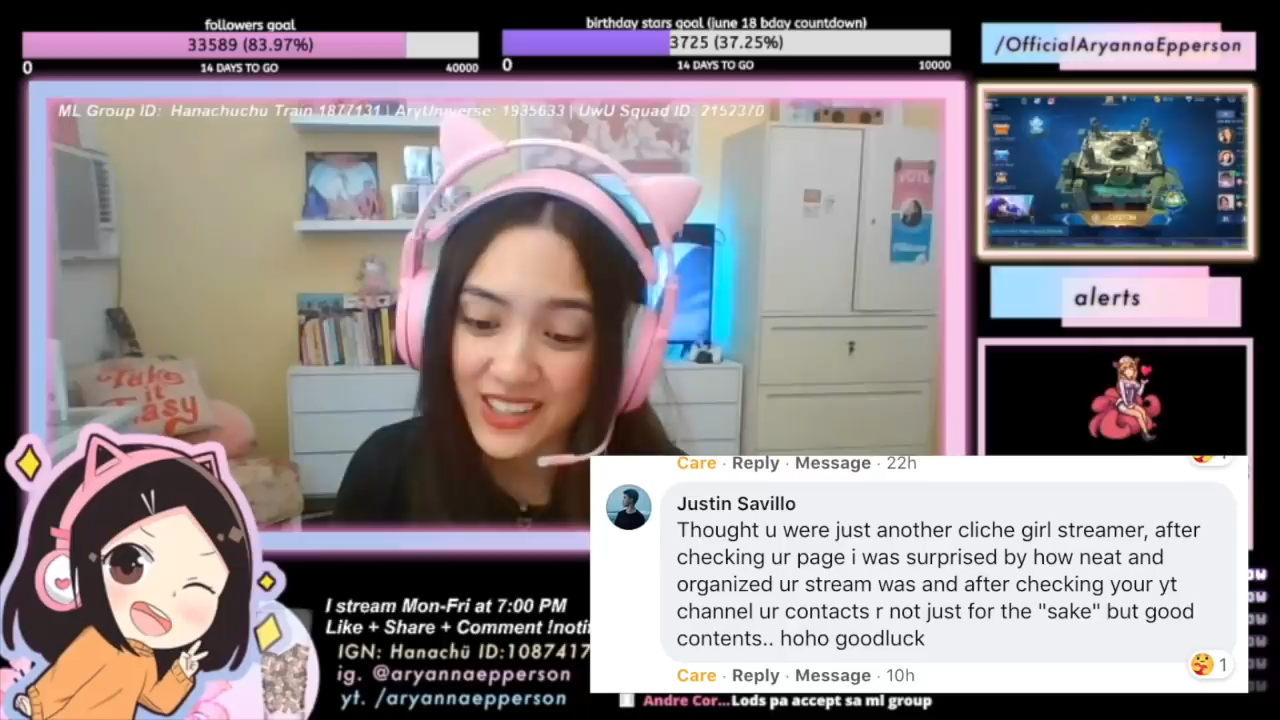 followers goal
33589 (83.97%)
0
14 DAYS TO GO
40000
birthday stars goal (june 18 bday countdown)
3725 (37.25%)
0
14 DAYS TO GO
10000
/OfficialAryannaEpperson
ML Group ID: Hanachuchu Train 1877131 | AryUniverse: 1935633 | UwU Squad ID: 2152370
VOTE
CUSTOM
alerts
Take
it
Easy
Care · Reply · Message · 22h
Justin Savillo
Thought u were just another cliche girl streamer, after
checking ur page i was surprised by how neat and
organized ur stream was and after checking your yt
channel ur contacts r not just for the "sake" but good
contents.. hoho goodluck
Care · Reply · Message · 10h
1
I stream Mon-Fri at 7:00 PM
Like + Share + Comment !noti
IGN: Hanachü ID:1087417
ig. @aryannaepperson
yt. /aryannaepperson
Andre Cor...Lods pa accept sa ml group